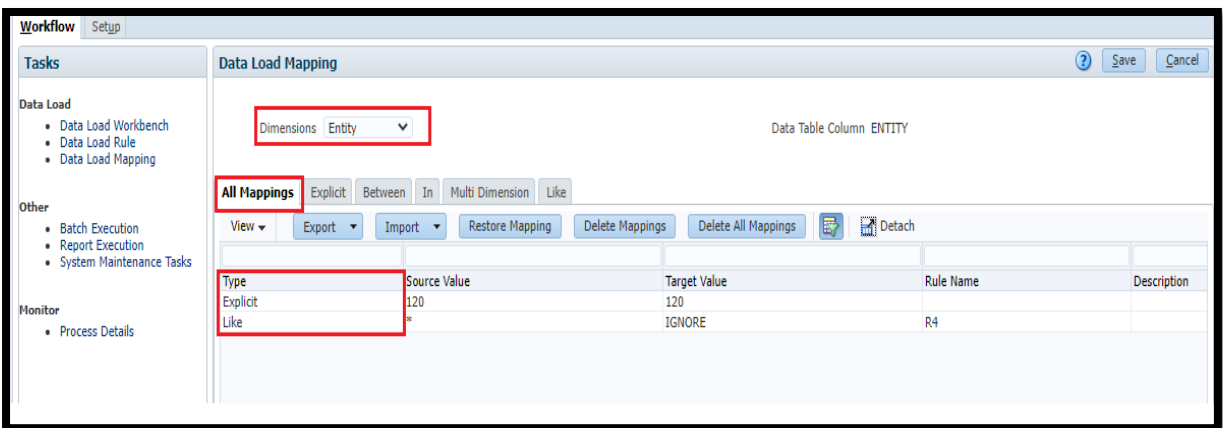 Workflow Setup
Tasks
Data Load Mapping
? Save Cancel
Data Load
Data Load Workbench
Data Load Rule
Data Load Mapping
Other
Batch Execution
Report Execution
System Maintenance Tasks
Monitor
Process Details
Dimensions Entity
Data Table Column ENTITY
All Mappings Explicit Between In Multi Dimension Like
View Export Import Restore Mapping Delete Mappings Delete All Mappings Detach
Type Source Value Target Value Rule Name Description
Explicit 120 120
Like * IGNORE R4